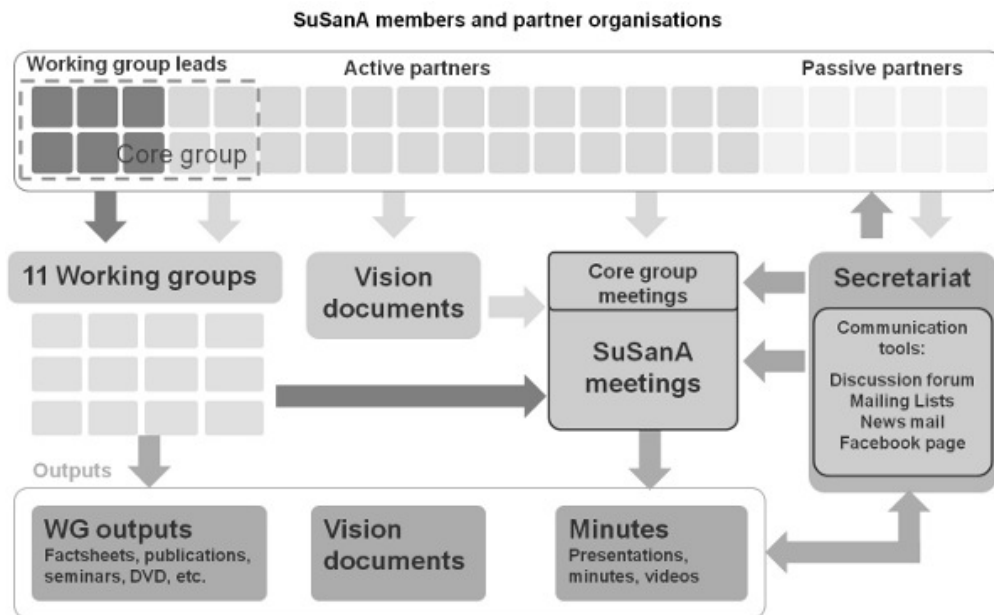 SuSanA members and partner organisations
Working group leads
Active partners
Passive partners
Core group
11 Working groups
Vision
documents
Core group
meetings
SuSanA
meetings
Secretariat
Communication
tools:
Discussion forum
Mailing Lists
News mail
Facebook page
Outputs
WG outputs
Factsheets, publications,
seminars, DVD, etc.
Vision
documents
Minutes
Presentations,
minutes, videos